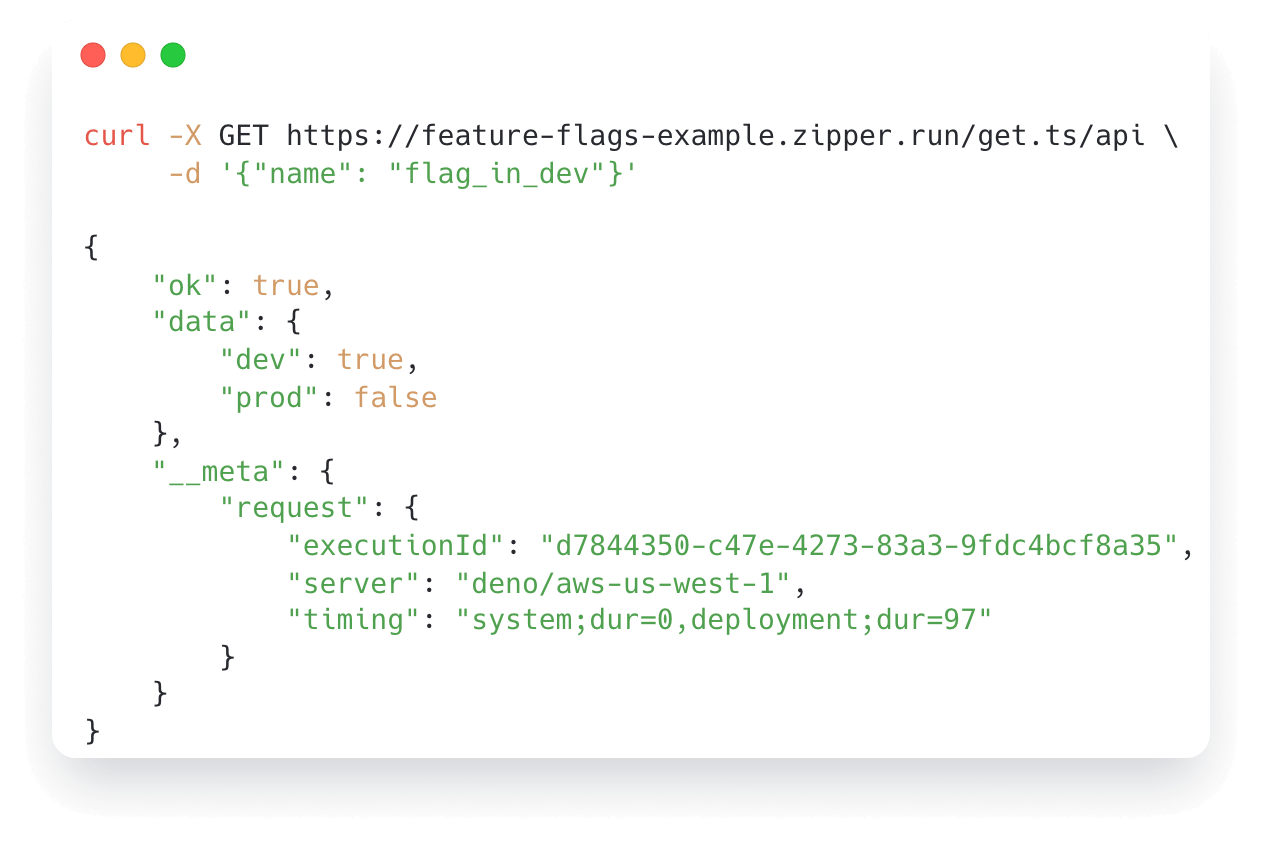 curl -X GET https://feature-flags-example.zipper.run/get.ts/api \
     -d '{"name": "flag_in_dev"}'

{
    "ok": true,
    "data": {
        "dev": true,
        "prod": false
    },
    "__meta": {
        "request": {
            "executionId": "d7844350-c47e-4273-83a3-9fdc4bcf8a35",
            "server": "deno/aws-us-west-1",
            "timing": "system;dur=0,deployment;dur=97"
        }
    }
}